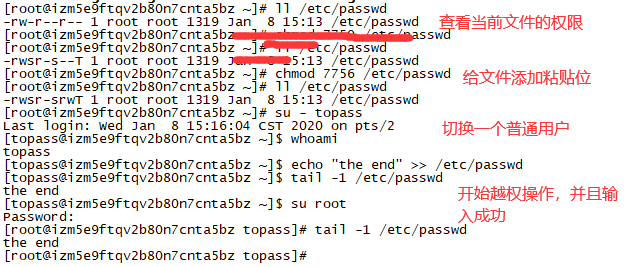 [root@izm5e9ftqv2b80n7cnta5bz ~]# ll /etc/passwd
-rw-r--r-- 1 root root 1319 Jan  8 15:13 /etc/passwd
查看当前文件的权限
[root@izm5e9ftqv2b80n7cnta5bz ~]# chmod 7750 /etc/passwd
[root@izm5e9ftqv2b80n7cnta5bz ~]# ll /etc/passwd
-rwsr-s--T 1 root root 1319 Jan  8 15:13 /etc/passwd
[root@izm5e9ftqv2b80n7cnta5bz ~]# chmod 7756 /etc/passwd
给文件添加粘贴位
[root@izm5e9ftqv2b80n7cnta5bz ~]# ll /etc/passwd
-rwsr-srwT 1 root root 1319 Jan  8 15:13 /etc/passwd
[root@izm5e9ftqv2b80n7cnta5bz ~]# su - topass
Last login: Wed Jan  8 15:16:04 CST 2020 on pts/2
切换一个普通用户
[topass@izm5e9ftqv2b80n7cnta5bz ~]$ whoami
topass
[topass@izm5e9ftqv2b80n7cnta5bz ~]$ echo "the end" >> /etc/passwd
[topass@izm5e9ftqv2b80n7cnta5bz ~]$ tail -1 /etc/passwd
the end
开始越权操作，并且输
入成功
[topass@izm5e9ftqv2b80n7cnta5bz ~]$ su root
Password:
[root@izm5e9ftqv2b80n7cnta5bz topass]# tail -1 /etc/passwd
the end
[root@izm5e9ftqv2b80n7cnta5bz topass]#